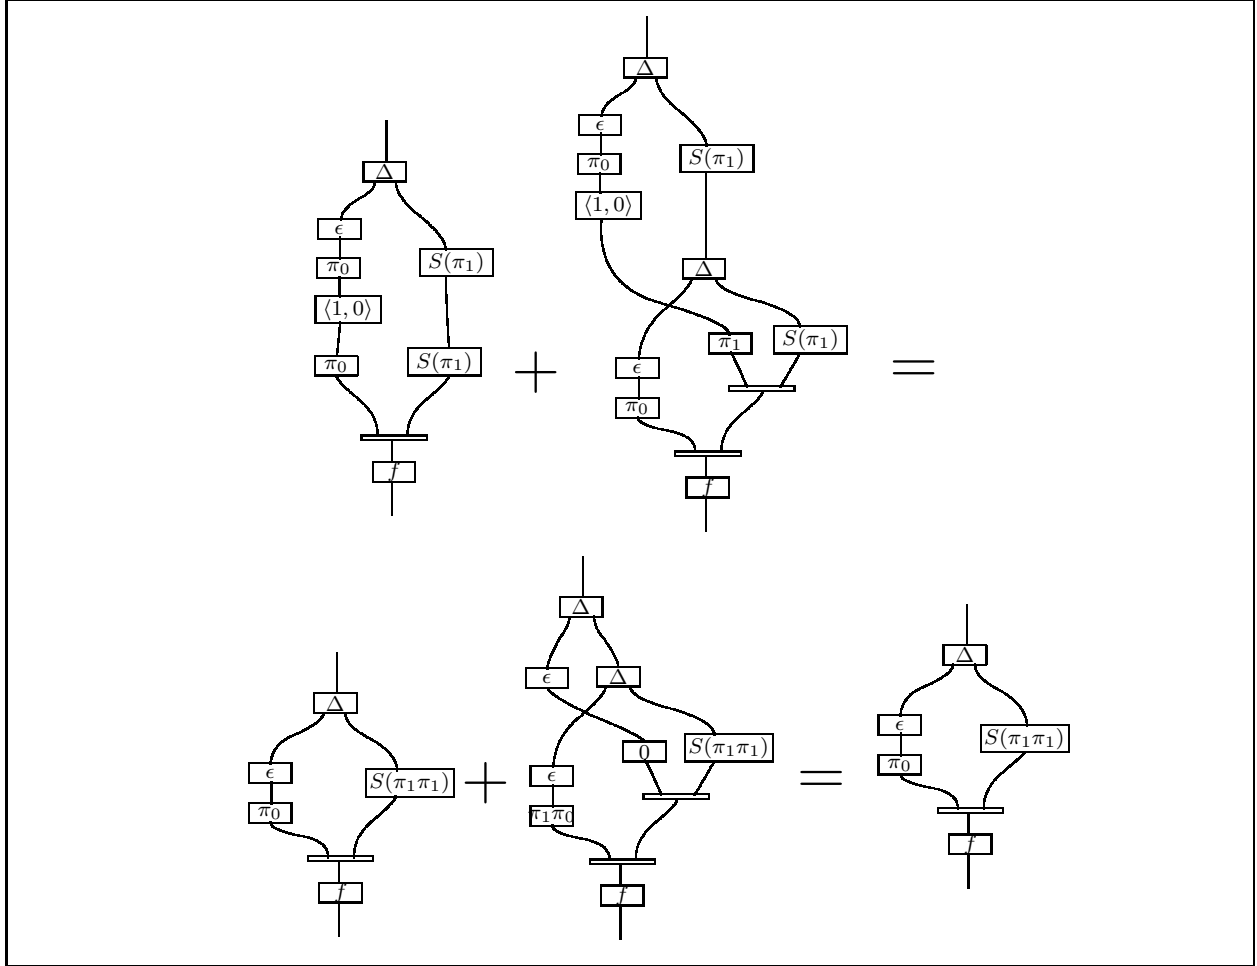 Δ
ϵ
π₀
⟨1, 0⟩
π₀
S(π₁)
S(π₁)
f
+
Δ
ϵ
π₀
⟨1, 0⟩
S(π₁)
Δ
π₁
S(π₁)
ϵ
π₀
f
=
Δ
ϵ
π₀
S(π₁π₁)
f
+
Δ
ϵ
Δ
0
S(π₁π₁)
ϵ
π₁π₀
f
=
Δ
ϵ
π₀
S(π₁π₁)
f